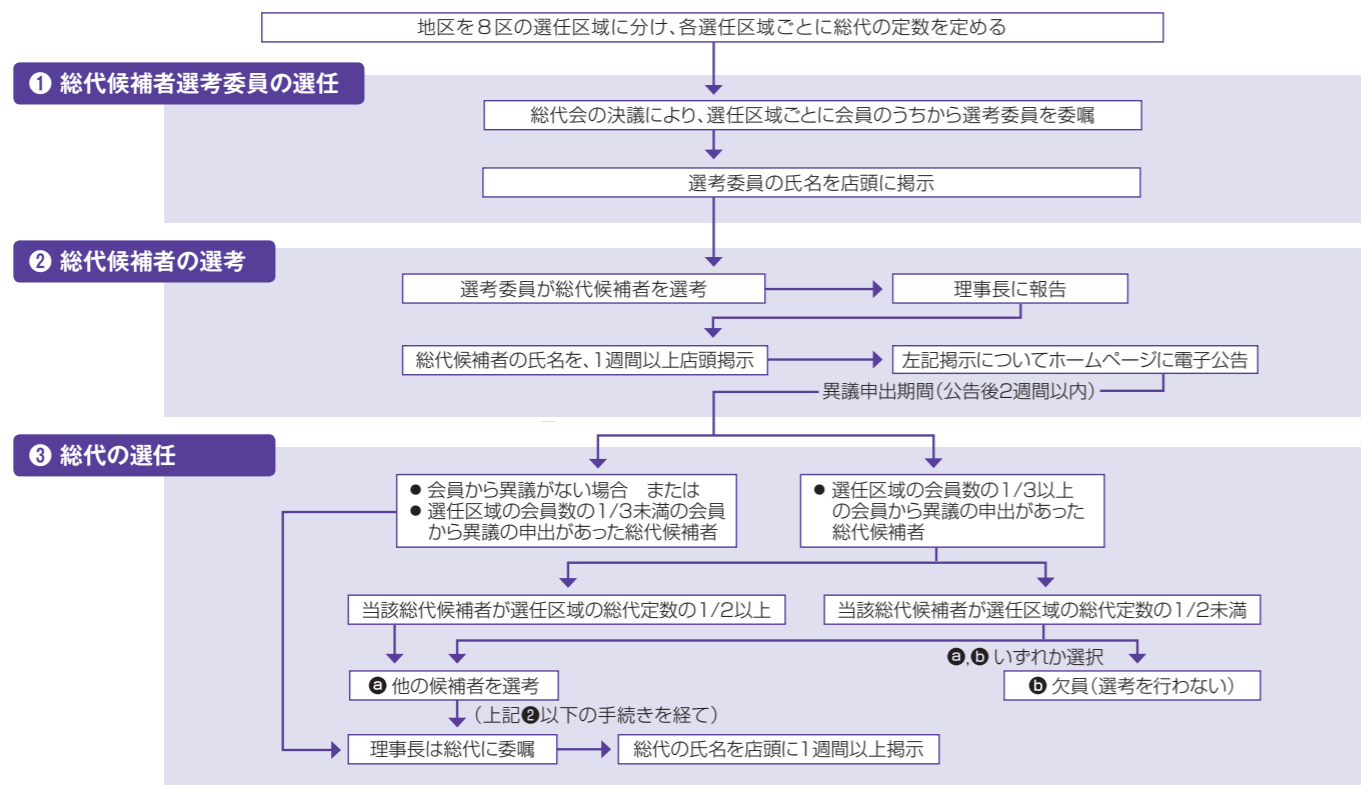 地区を8区の選任区域に分け、各選任区域ごとに総代の定数を定める
❶ 総代候補者選考委員の選任
総代会の決議により、選任区域ごとに会員のうちから選考委員を委嘱
選考委員の氏名を店頭に掲示
❷ 総代候補者の選考
選考委員が総代候補者を選考
理事長に報告
総代候補者の氏名を、1週間以上店頭掲示
左記掲示についてホームページに電子公告
異議申出期間(公告後2週間以内)
❸ 総代の選任
● 会員から異議がない場合　または
● 選任区域の会員数の1/3未満の会員
から異議の申出があった総代候補者
● 選任区域の会員数の1/3以上
の会員から異議の申出があった
総代候補者
当該総代候補者が選任区域の総代定数の1/2以上
当該総代候補者が選任区域の総代定数の1/2未満
ⓐ,ⓑ いずれか選択
ⓐ 他の候補者を選考
ⓑ 欠員(選考を行わない)
(上記❷以下の手続きを経て)
理事長は総代に委嘱
総代の氏名を店頭に1週間以上掲示